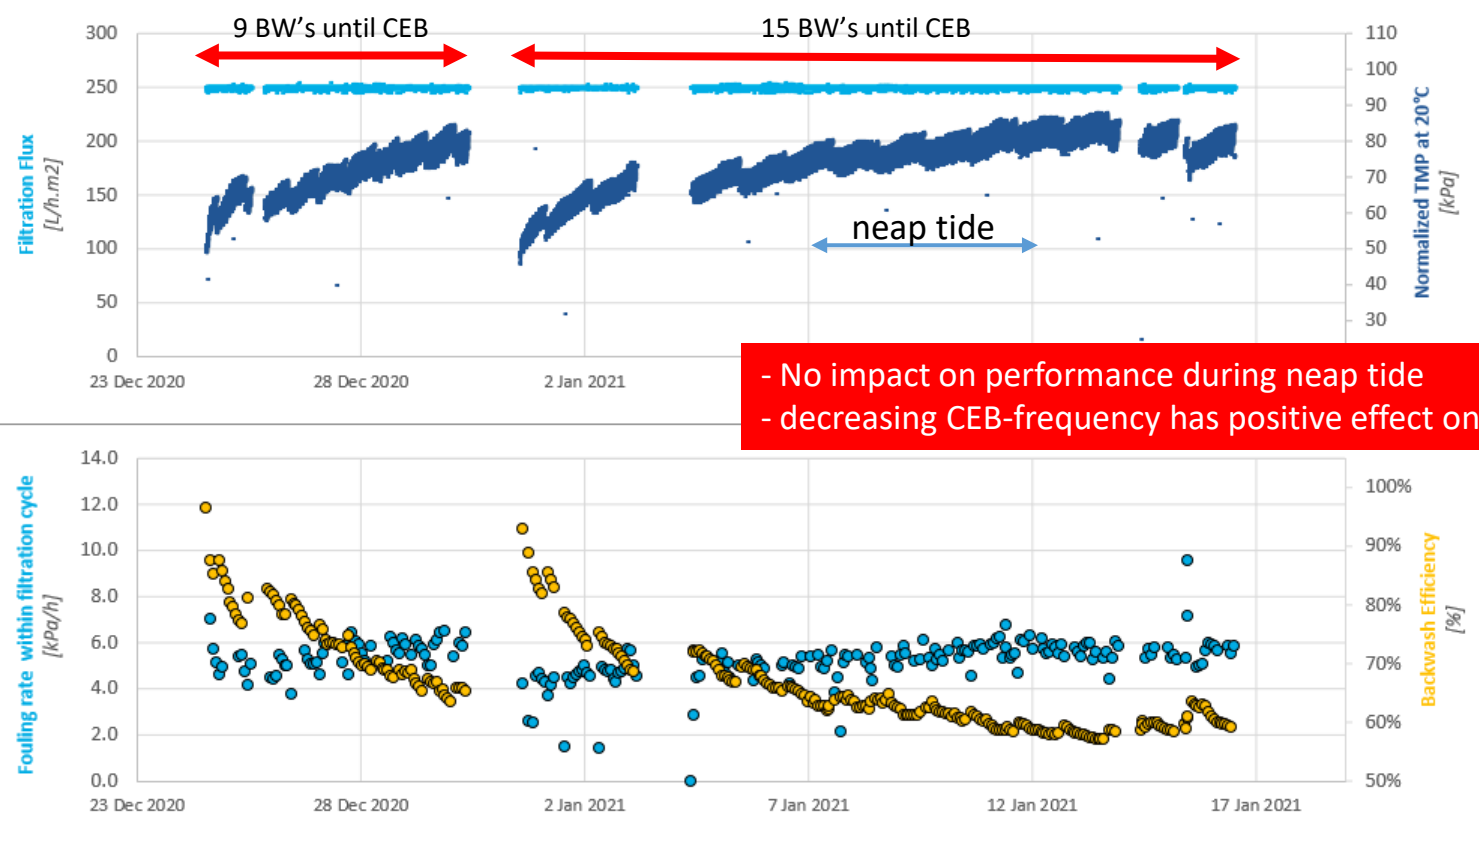 9 BW's until CEB
15 BW's until CEB
300
250
200
150
100
50
0
Filtration Flux
[L/h.m2]
110
100
90
80
70
60
50
40
30
Normalized TMP at 20°C
[kPa]
neap tide
23 Dec 2020
28 Dec 2020
2 Jan 2021
- No impact on performance during neap tide
- decreasing CEB-frequency has positive effect on
14.0
12.0
10.0
8.0
6.0
4.0
2.0
0.0
Fouling rate within filtration cycle
[kPa/h]
100%
90%
80%
70%
60%
50%
Backwash Efficiency
[%]
23 Dec 2020
28 Dec 2020
2 Jan 2021
7 Jan 2021
12 Jan 2021
17 Jan 2021